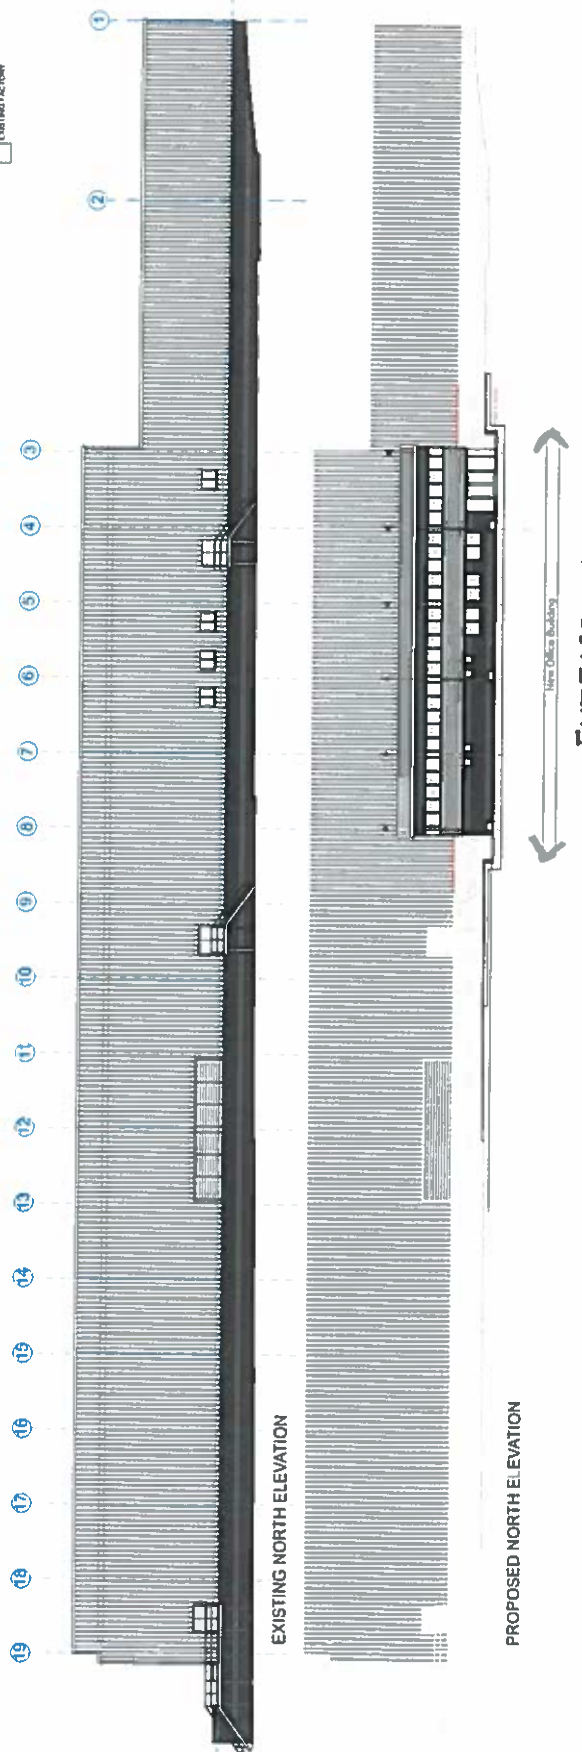 19 18 17 16 15 14 13 12 11 10 9 8 7 6 5 4 3 2 1
EXISTING NORTH ELEVATION
New Office Building
PROPOSED NORTH ELEVATION